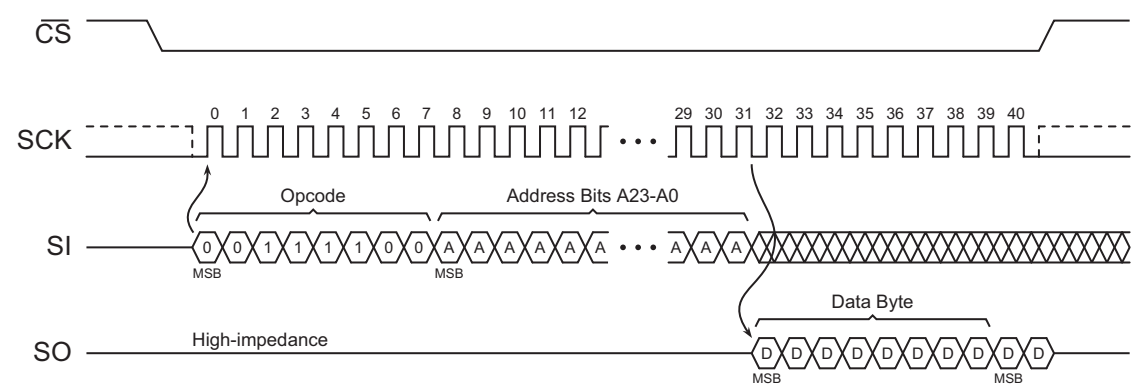 CS
0 1 2 3 4 5 6 7 8 9 10 11 12 29 30 31 32 33 34 35 36 37 38 39 40
SCK
Opcode Address Bits A23-A0
SI 0 0 1 1 1 1 0 0 A A A A A A A A A
MSB MSB
Data Byte
High-impedance
SO D D D D D D D D D D
MSB MSB